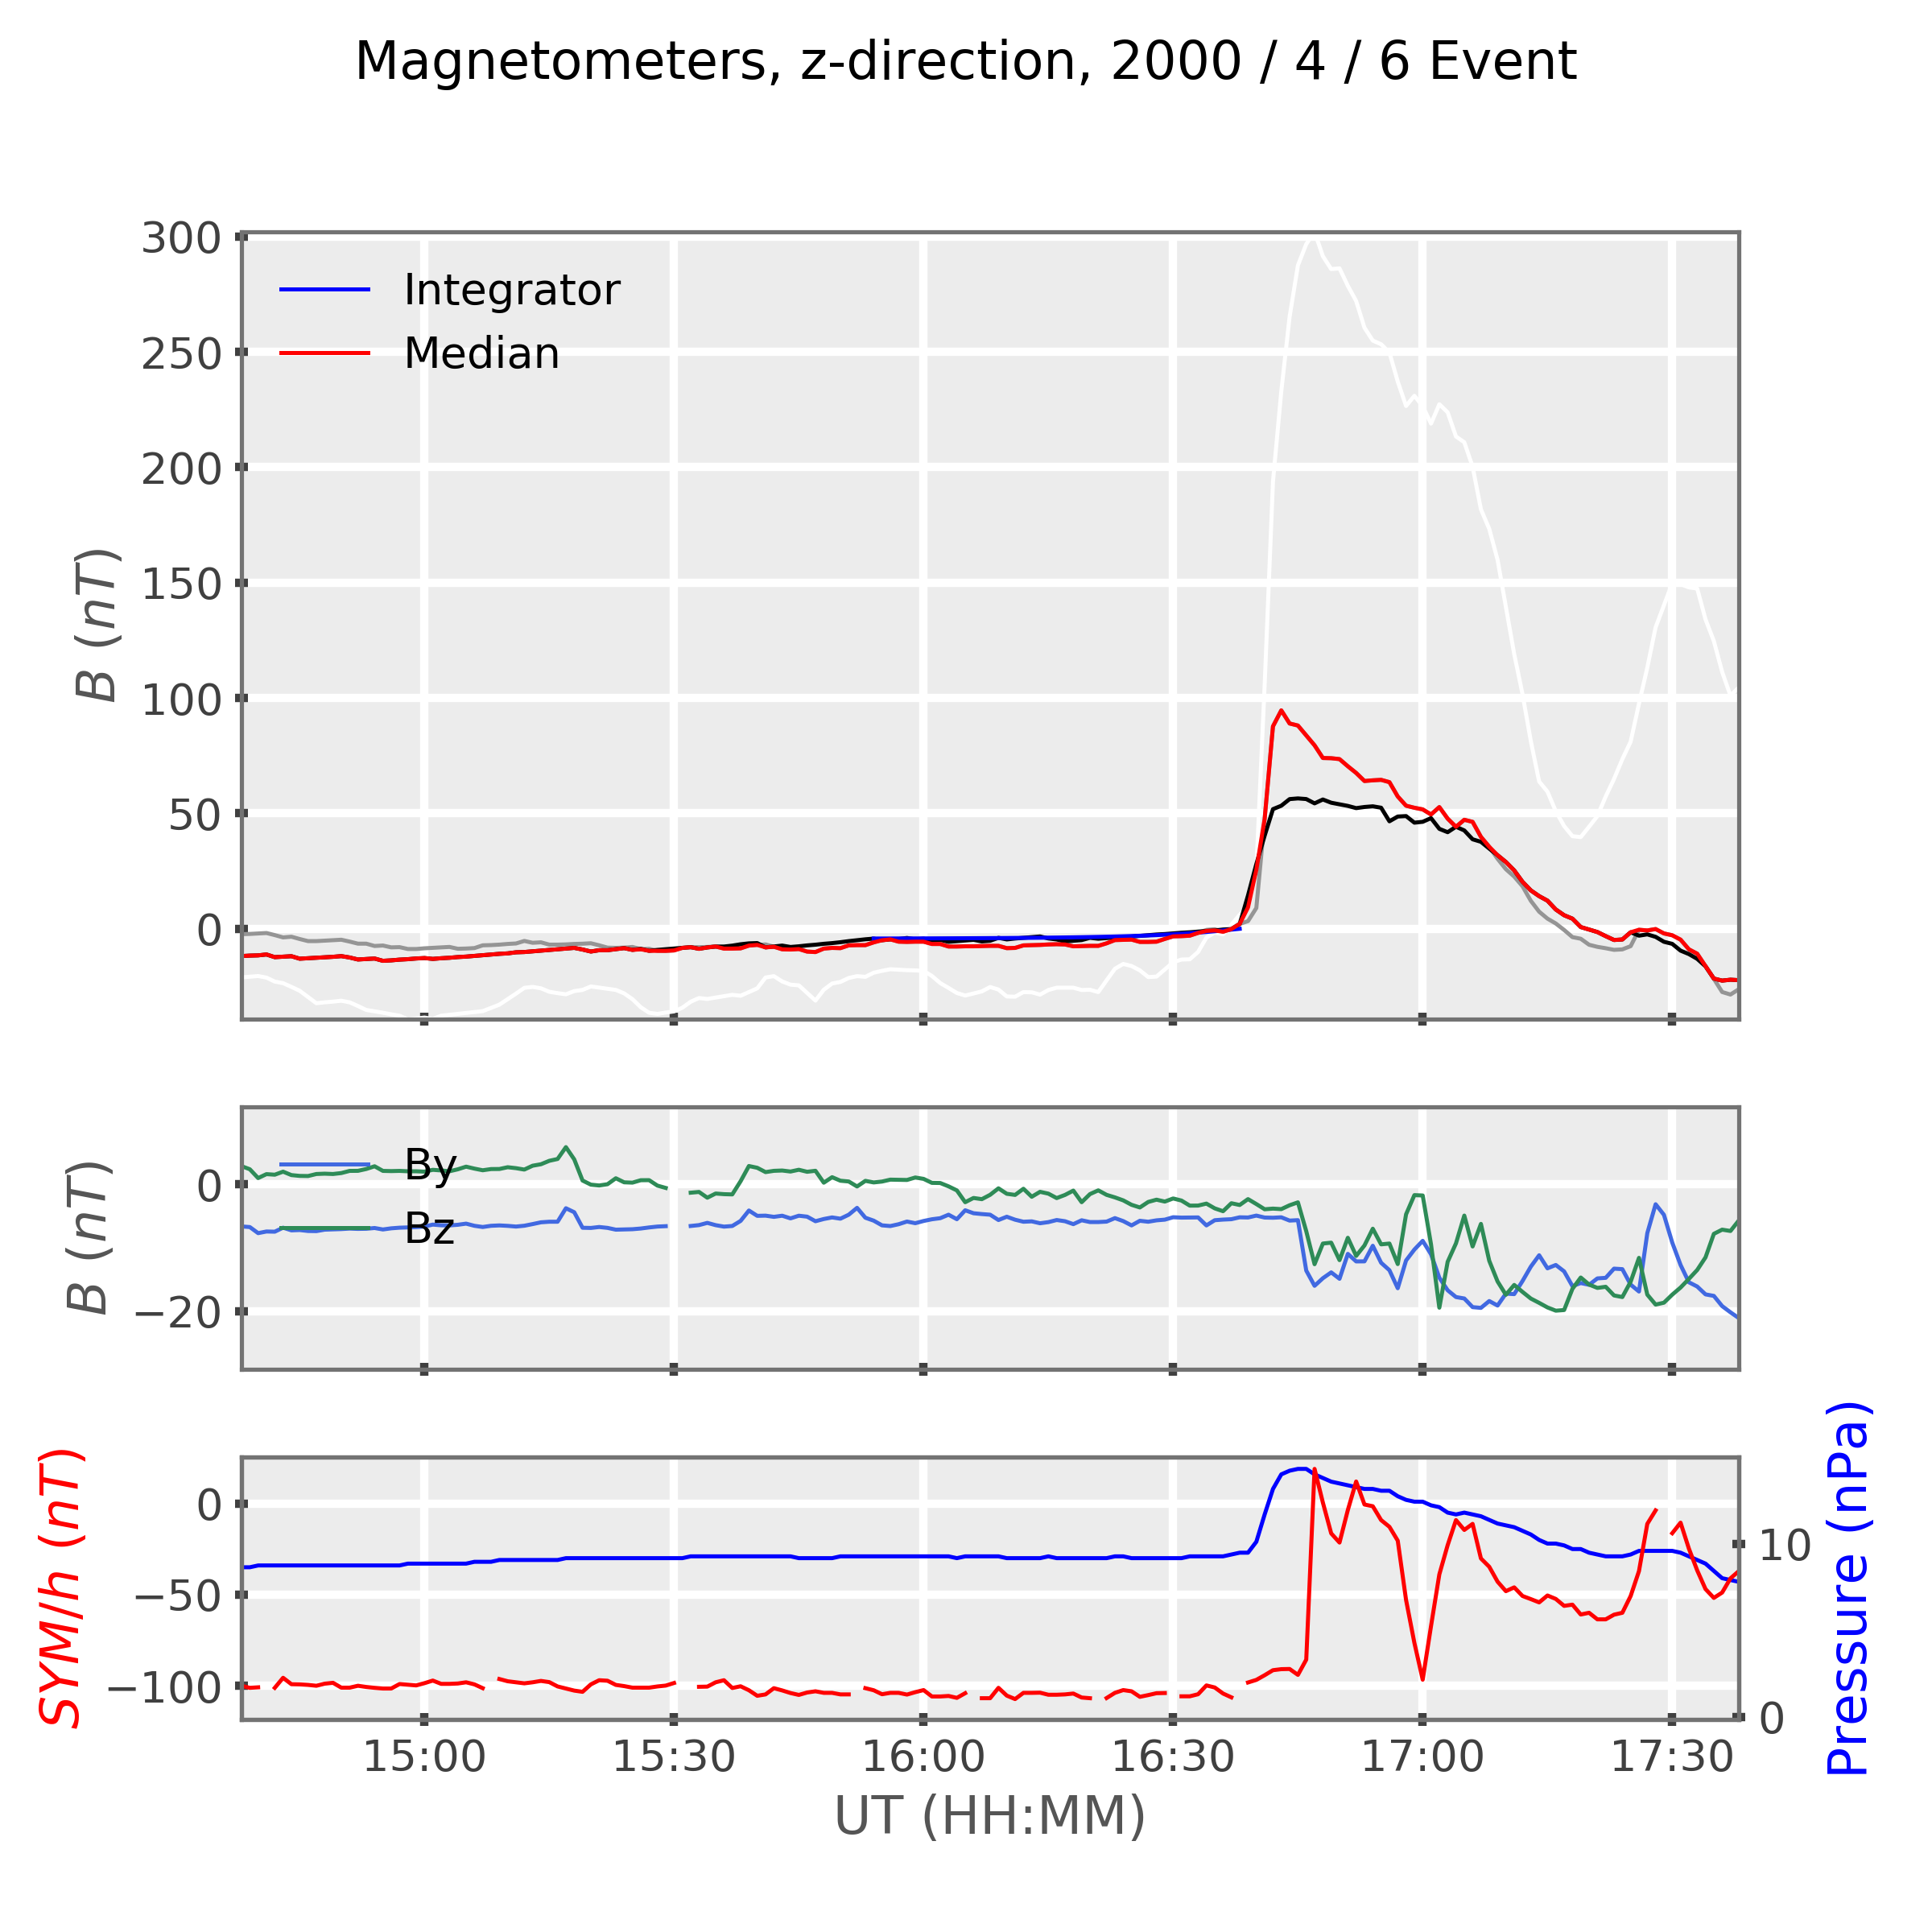 Magnetometers, z-direction, 2000 / 4 / 6 Event
300
250
200
150
100
50
0
B (nT)
Integrator
Median
0
−20
B (nT)
By
Bz
0
−50
−100
SYM/h (nT)
10
0
Pressure (nPa)
15:00 15:30 16:00 16:30 17:00 17:30
UT (HH:MM)